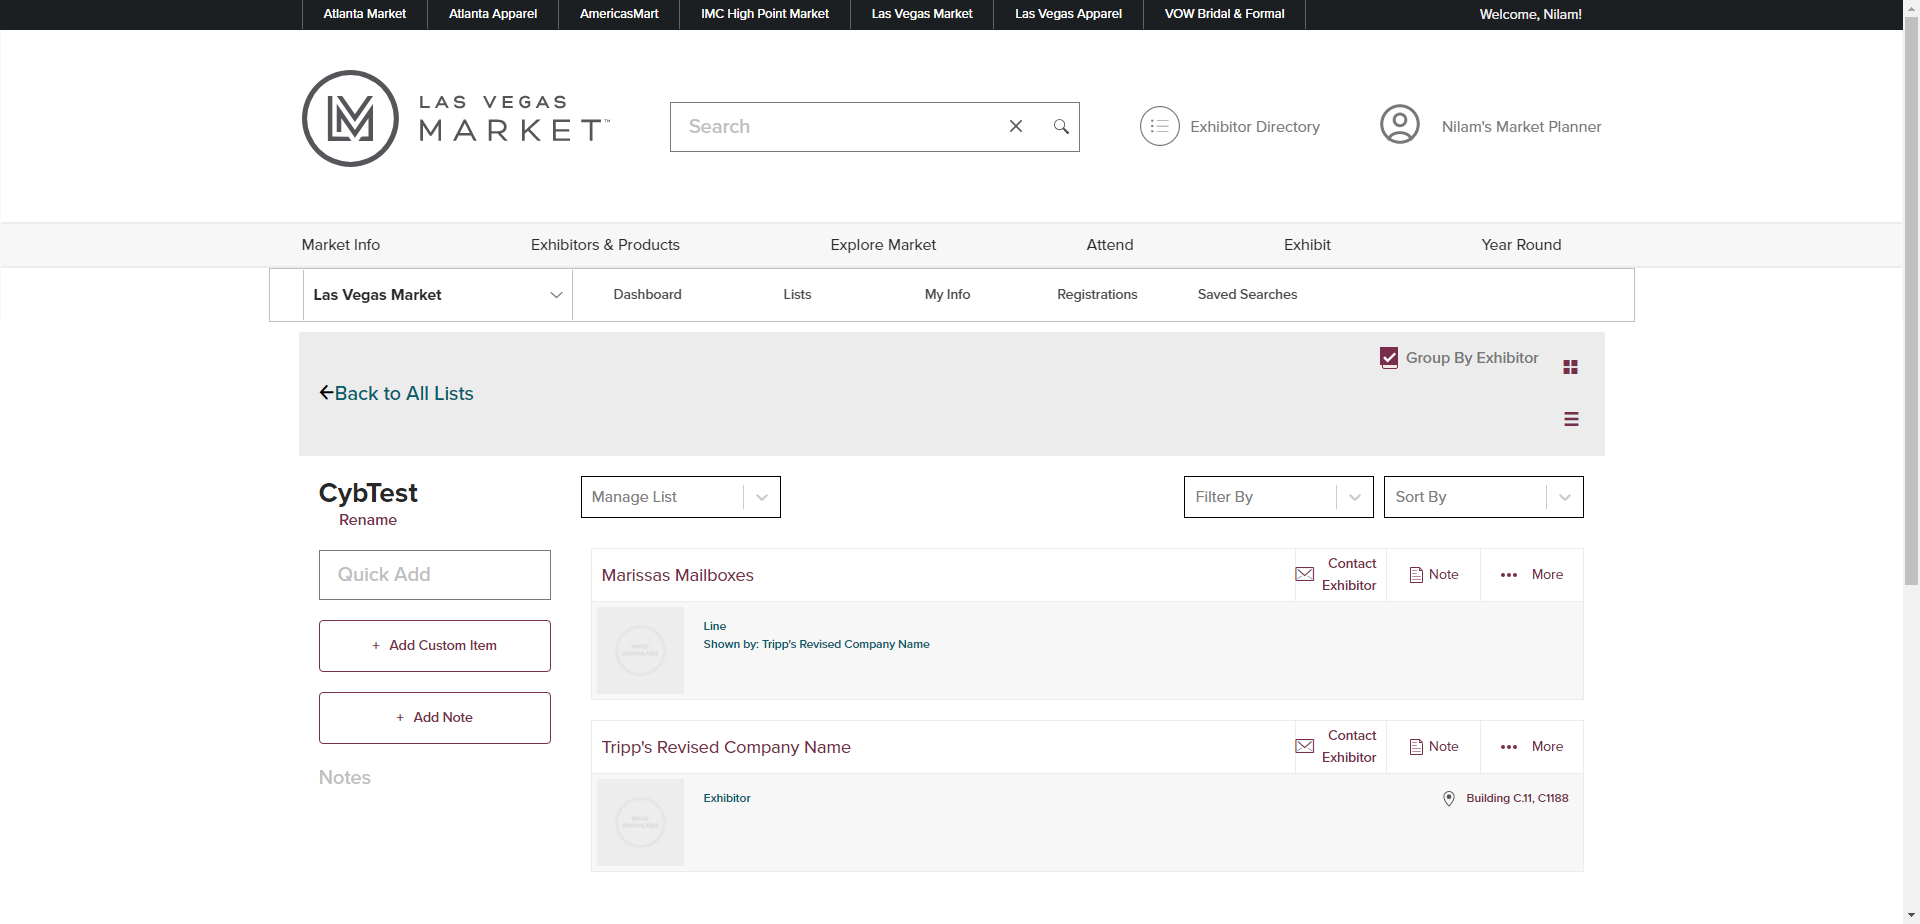 Atlanta Market
Atlanta Apparel
AmericasMart
IMC High Point Market
Las Vegas Market
Las Vegas Apparel
VOW Bridal & Formal
Welcome, Nilam!
LAS VEGAS
MARKET™
Search
Exhibitor Directory
Nilam's Market Planner
Market Info
Exhibitors & Products
Explore Market
Attend
Exhibit
Year Round
Las Vegas Market
Dashboard
Lists
My Info
Registrations
Saved Searches
Group By Exhibitor
Back to All Lists
CybTest
Rename
Manage List
Filter By
Sort By
Quick Add
+ Add Custom Item
+ Add Note
Notes
Marissas Mailboxes
Contact
Exhibitor
Note
More
IMAGE
UNAVAILABLE
Line
Shown by: Tripp's Revised Company Name
Tripp's Revised Company Name
Contact
Exhibitor
Note
More
IMAGE
UNAVAILABLE
Exhibitor
Building C.11, C1188